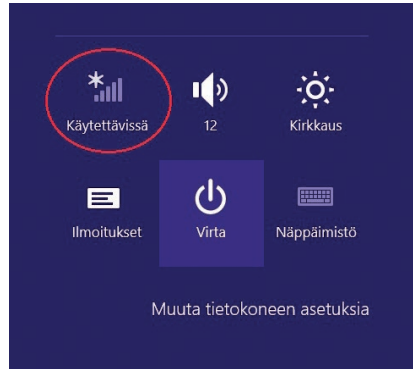 Käytettävissä
12
Kirkkaus
Ilmoitukset
Virta
Näppäimistö
Muuta tietokoneen asetuksia